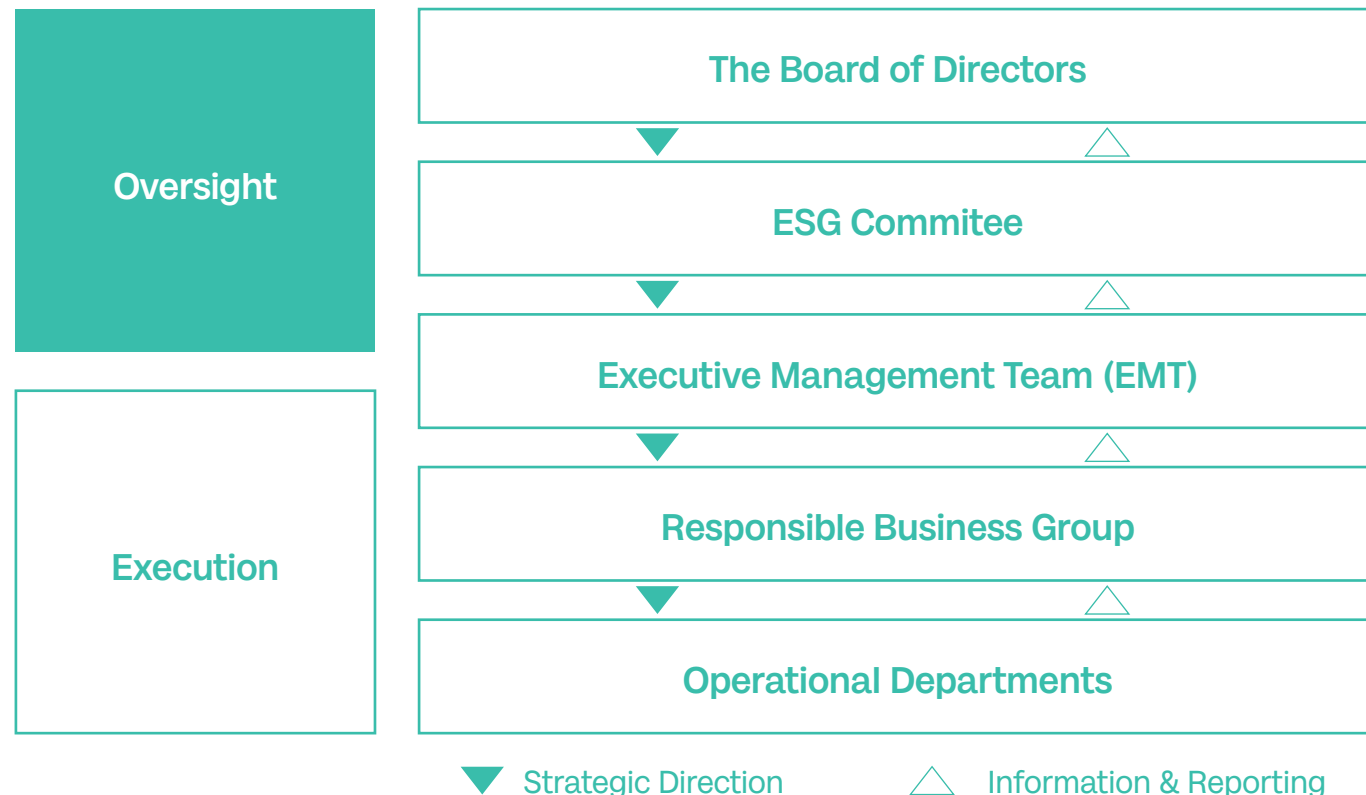 Oversight
The Board of Directors
ESG Commitee
Executive Management Team (EMT)
Execution
Responsible Business Group
Operational Departments
Strategic Direction
Information & Reporting